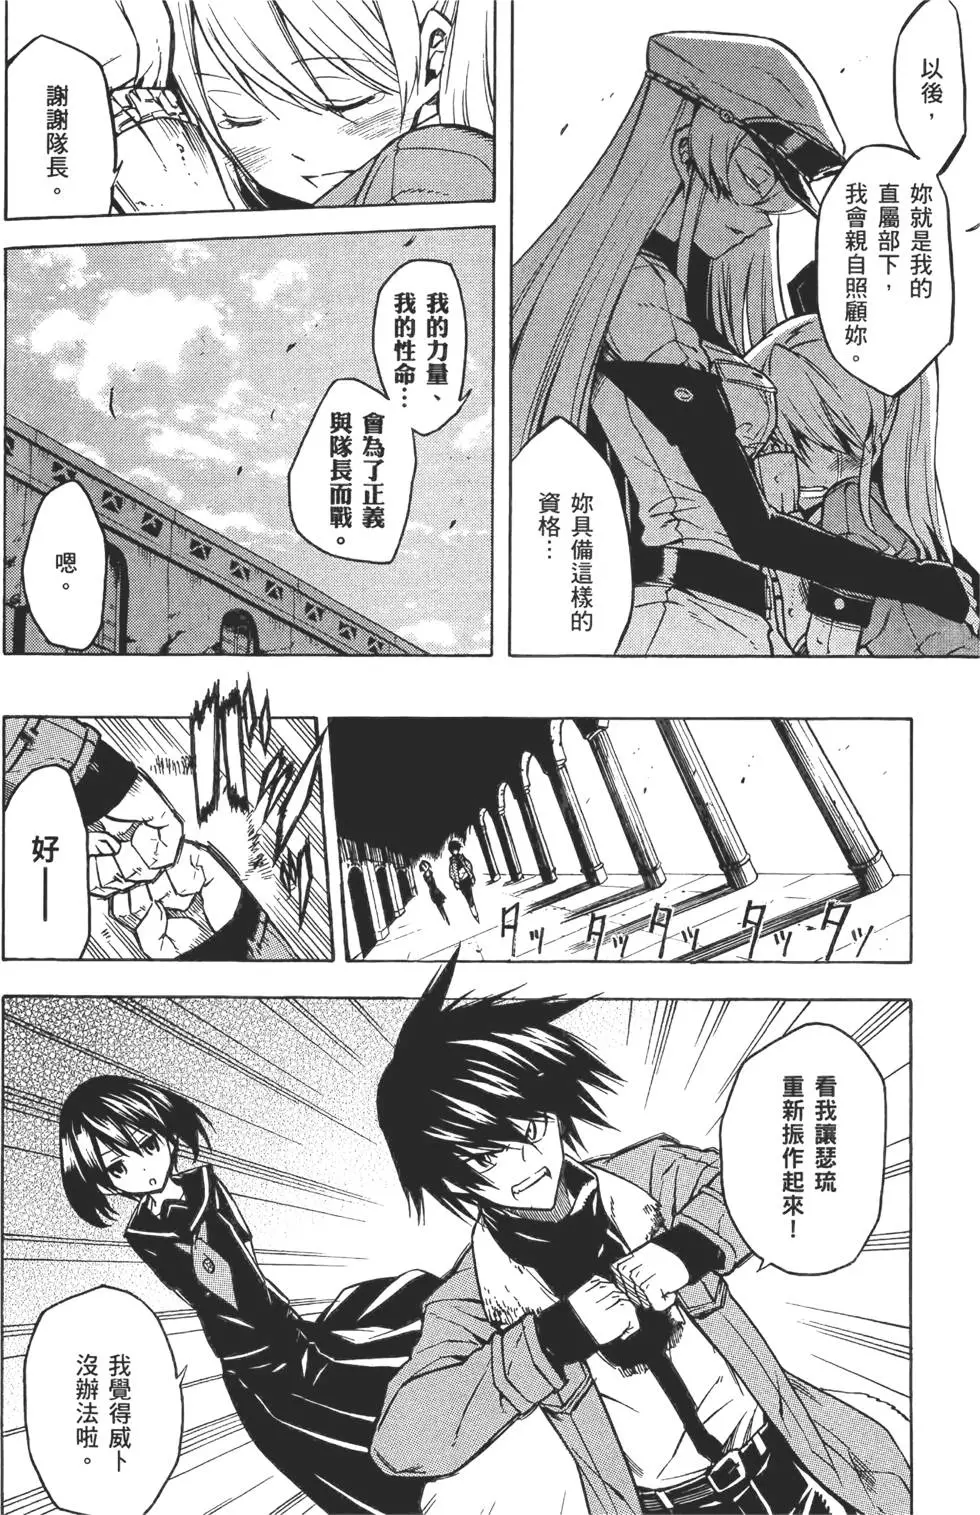 以後，
妳就是我的
直屬部下，
我會親自照顧妳。
妳具備這樣的
資格…
謝謝隊長。
我的力量、
我的性命…
會為了正義
與隊長而戰。
嗯。
タッ
タッ
タッ
タッ
タッ
好——
看我讓瑟琉
重新振作起來！
我覺得威卜
沒辦法啦。